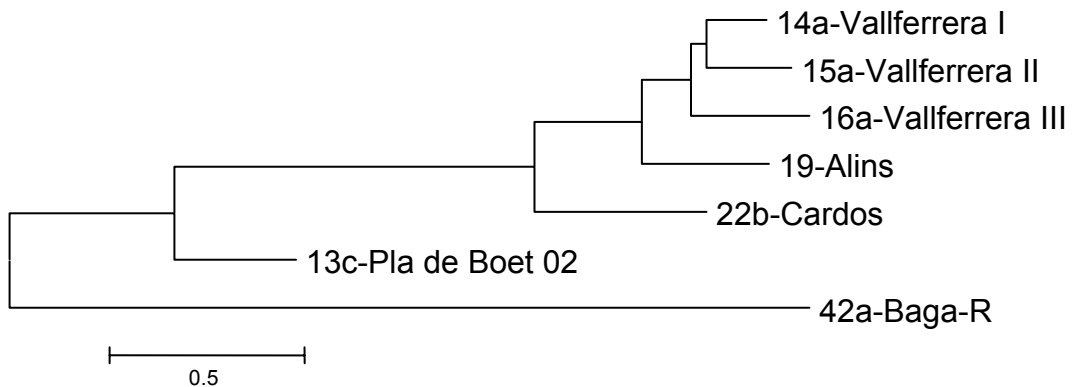 14a-Vallferrera I
15a-Vallferrera II
16a-Vallferrera III
19-Alins
22b-Cardos
13c-Pla de Boet 02
42a-Baga-R
0.5